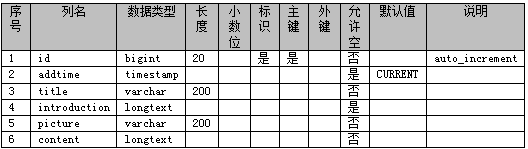 序号 列名 数据类型 长度 小数位 标识 主键 外键 允许空 默认值 说明
1 id bigint 20 是 是 否 auto_increment
2 addtime timestamp 是 CURRENT
3 title varchar 200 否
4 introduction longtext 是
5 picture varchar 200 否
6 content longtext 否